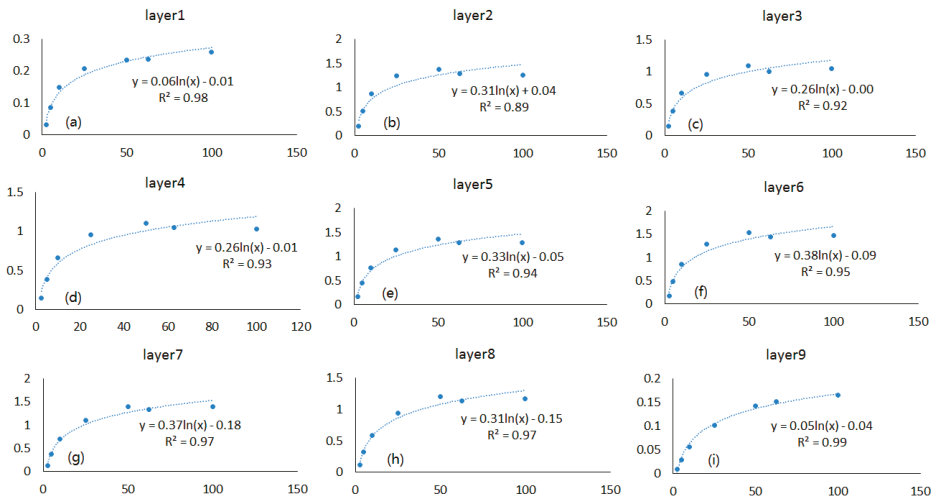 layer1
0.3
0.2
0.1
0
y = 0.06ln(x) - 0.01
R² = 0.98
(a)
0
50
100
150
layer2
2
1.5
1
0.5
0
y = 0.31ln(x) + 0.04
R² = 0.89
(b)
0
50
100
150
layer3
1.5
1
0.5
0
y = 0.26ln(x) - 0.00
R² = 0.92
(c)
0
50
100
150
layer4
1.5
1
0.5
0
y = 0.26ln(x) - 0.01
R² = 0.93
(d)
0
20
40
60
80
100
120
layer5
2
1.5
1
0.5
0
y = 0.33ln(x) - 0.05
R² = 0.94
(e)
0
50
100
150
layer6
2
1.5
1
0.5
0
y = 0.38ln(x) - 0.09
R² = 0.95
(f)
0
50
100
150
layer7
2
1.5
1
0.5
0
y = 0.37ln(x) - 0.18
R² = 0.97
(g)
0
50
100
150
layer8
1.5
1
0.5
0
y = 0.31ln(x) - 0.15
R² = 0.97
(h)
0
50
100
150
layer9
0.2
0.15
0.1
0.05
0
y = 0.05ln(x) - 0.04
R² = 0.99
(i)
0
50
100
150